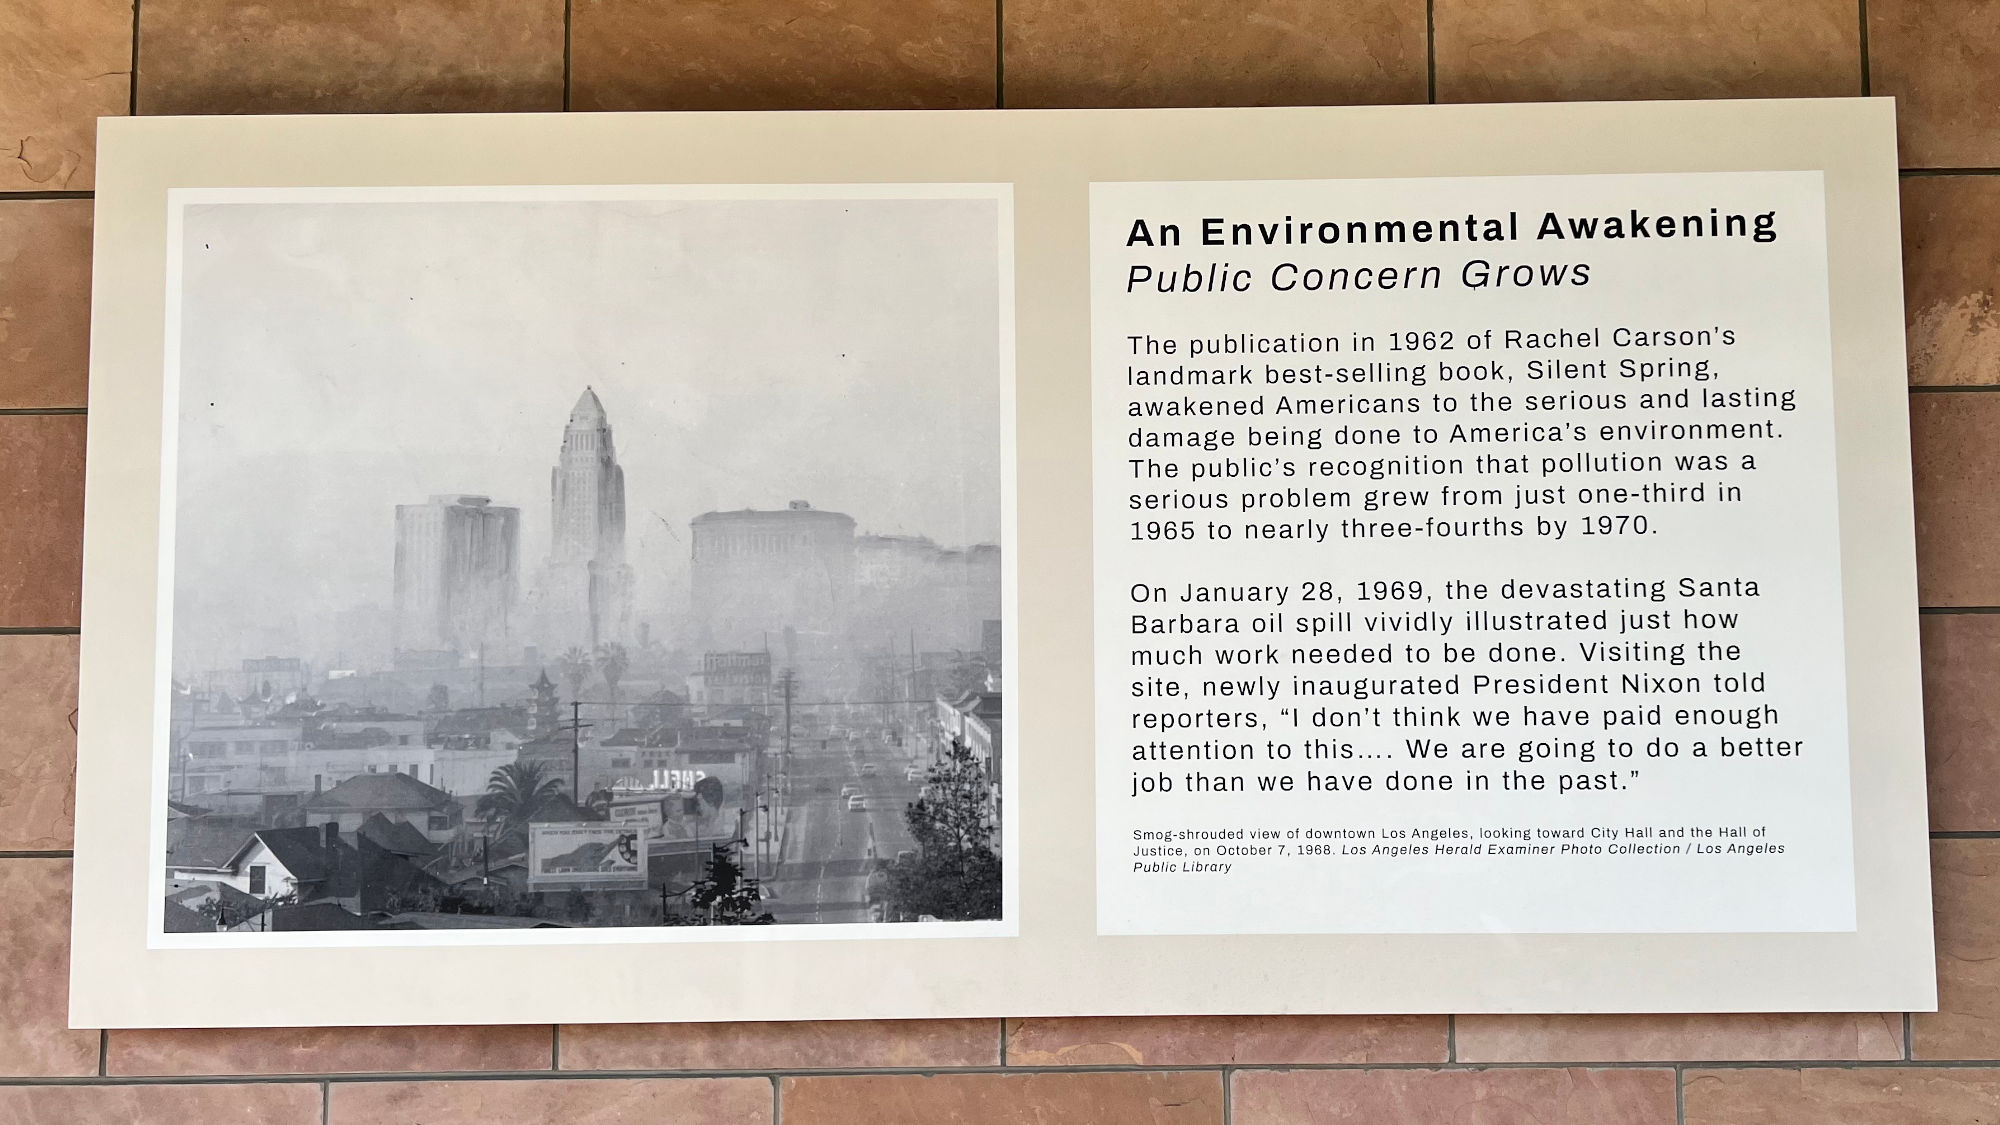 An Environmental Awakening
Public Concern Grows
The publication in 1962 of Rachel Carson’s
landmark best-selling book, Silent Spring,
awakened Americans to the serious and lasting
damage being done to America’s environment.
The public’s recognition that pollution was a
serious problem grew from just one-third in
1965 to nearly three-fourths by 1970.
On January 28, 1969, the devastating Santa
Barbara oil spill vividly illustrated just how
much work needed to be done. Visiting the
site, newly inaugurated President Nixon told
reporters, “I don’t think we have paid enough
attention to this.... We are going to do a better
job than we have done in the past.”
Smog-shrouded view of downtown Los Angeles, looking toward City Hall and the Hall of
Justice, on October 7, 1968. Los Angeles Herald Examiner Photo Collection / Los Angeles
Public Library
SHELL